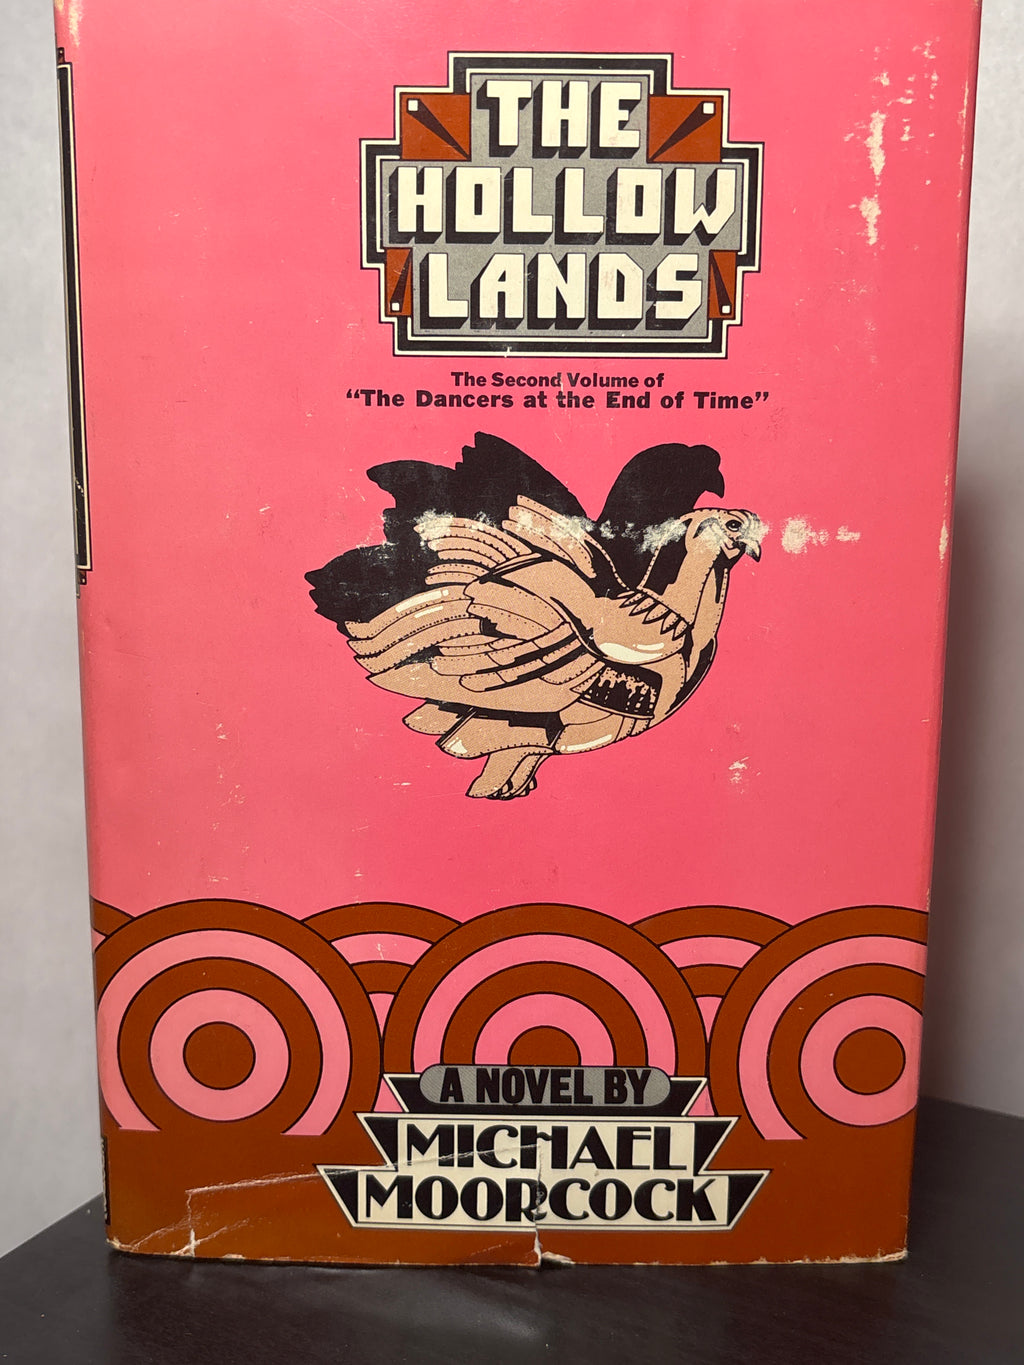 THE
HOLLOW
LANDS
The Second Volume of
“The Dancers at the End of Time”
A NOVEL BY
MICHAEL
MOORCOCK